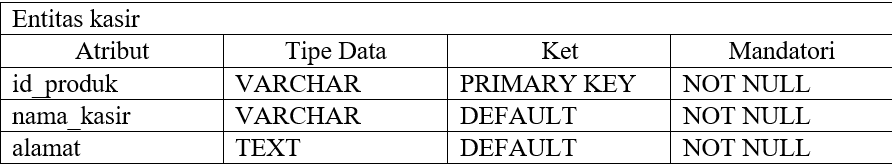 Entitas kasir
Atribut Tipe Data Ket Mandatori
id_produk VARCHAR PRIMARY KEY NOT NULL
nama_kasir VARCHAR DEFAULT NOT NULL
alamat TEXT DEFAULT NOT NULL